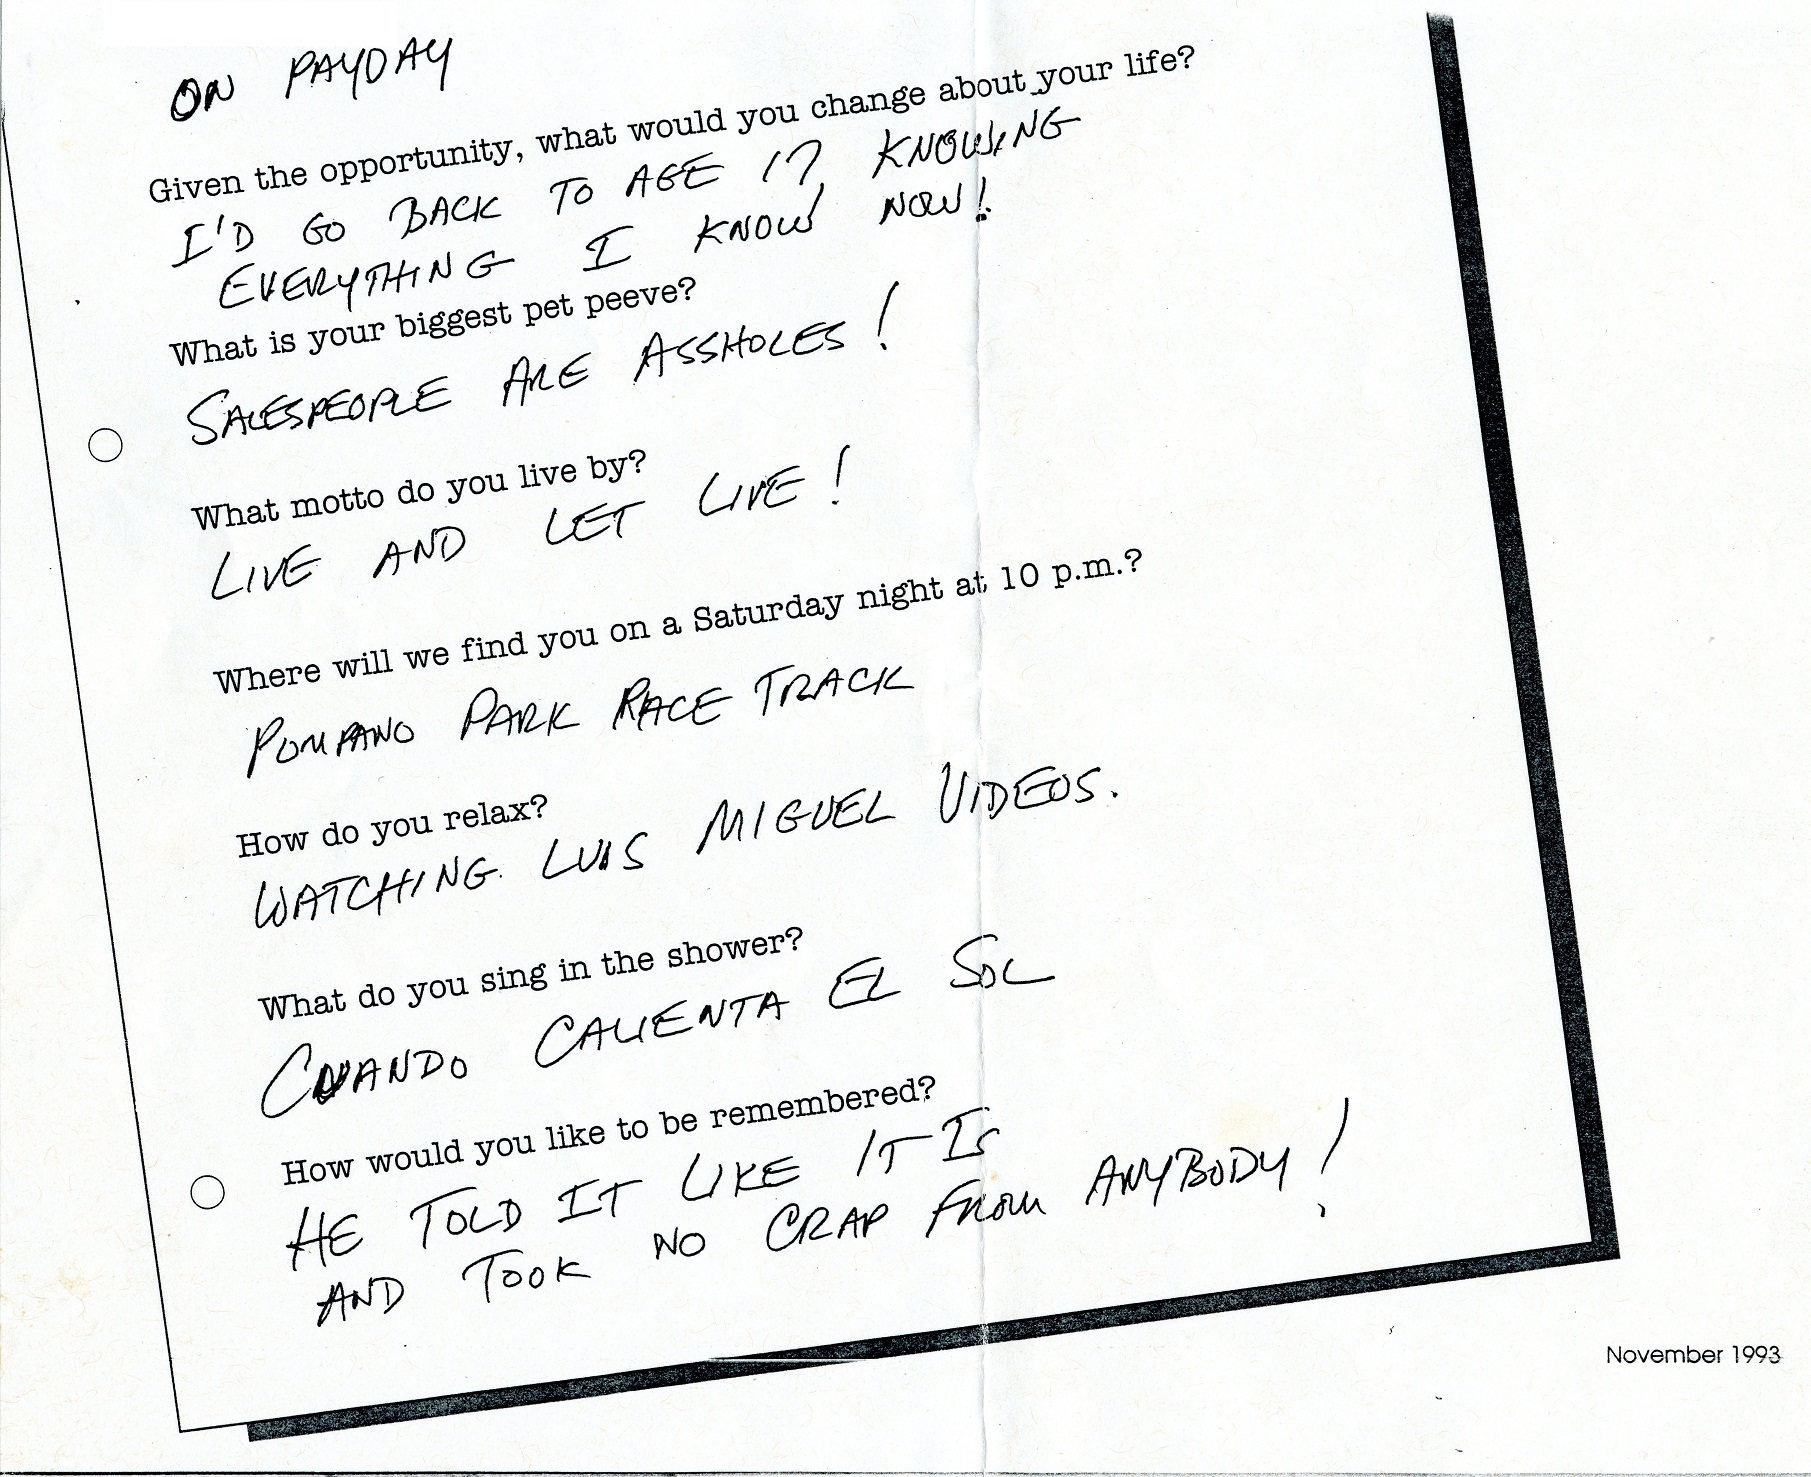 ON PAYDAY
Given the opportunity, what would you change about your life?
I'D GO BACK TO AGE 17 KNOWING
EVERYTHING I KNOW NOW!
What is your biggest pet peeve?
SALESPEOPLE ARE ASSHOLES!
What motto do you live by?
LIVE AND LET LIVE!
Where will we find you on a Saturday night at 10 p.m.?
POMPANO PARK RACE TRACK
How do you relax?
WATCHING LUIS MIGUEL VIDEOS.
What do you sing in the shower?
CUANDO CALIENTA EL SOL
How would you like to be remembered?
HE TOLD IT LIKE IT IS
AND TOOK NO CRAP FROM ANYBODY!
November 1993